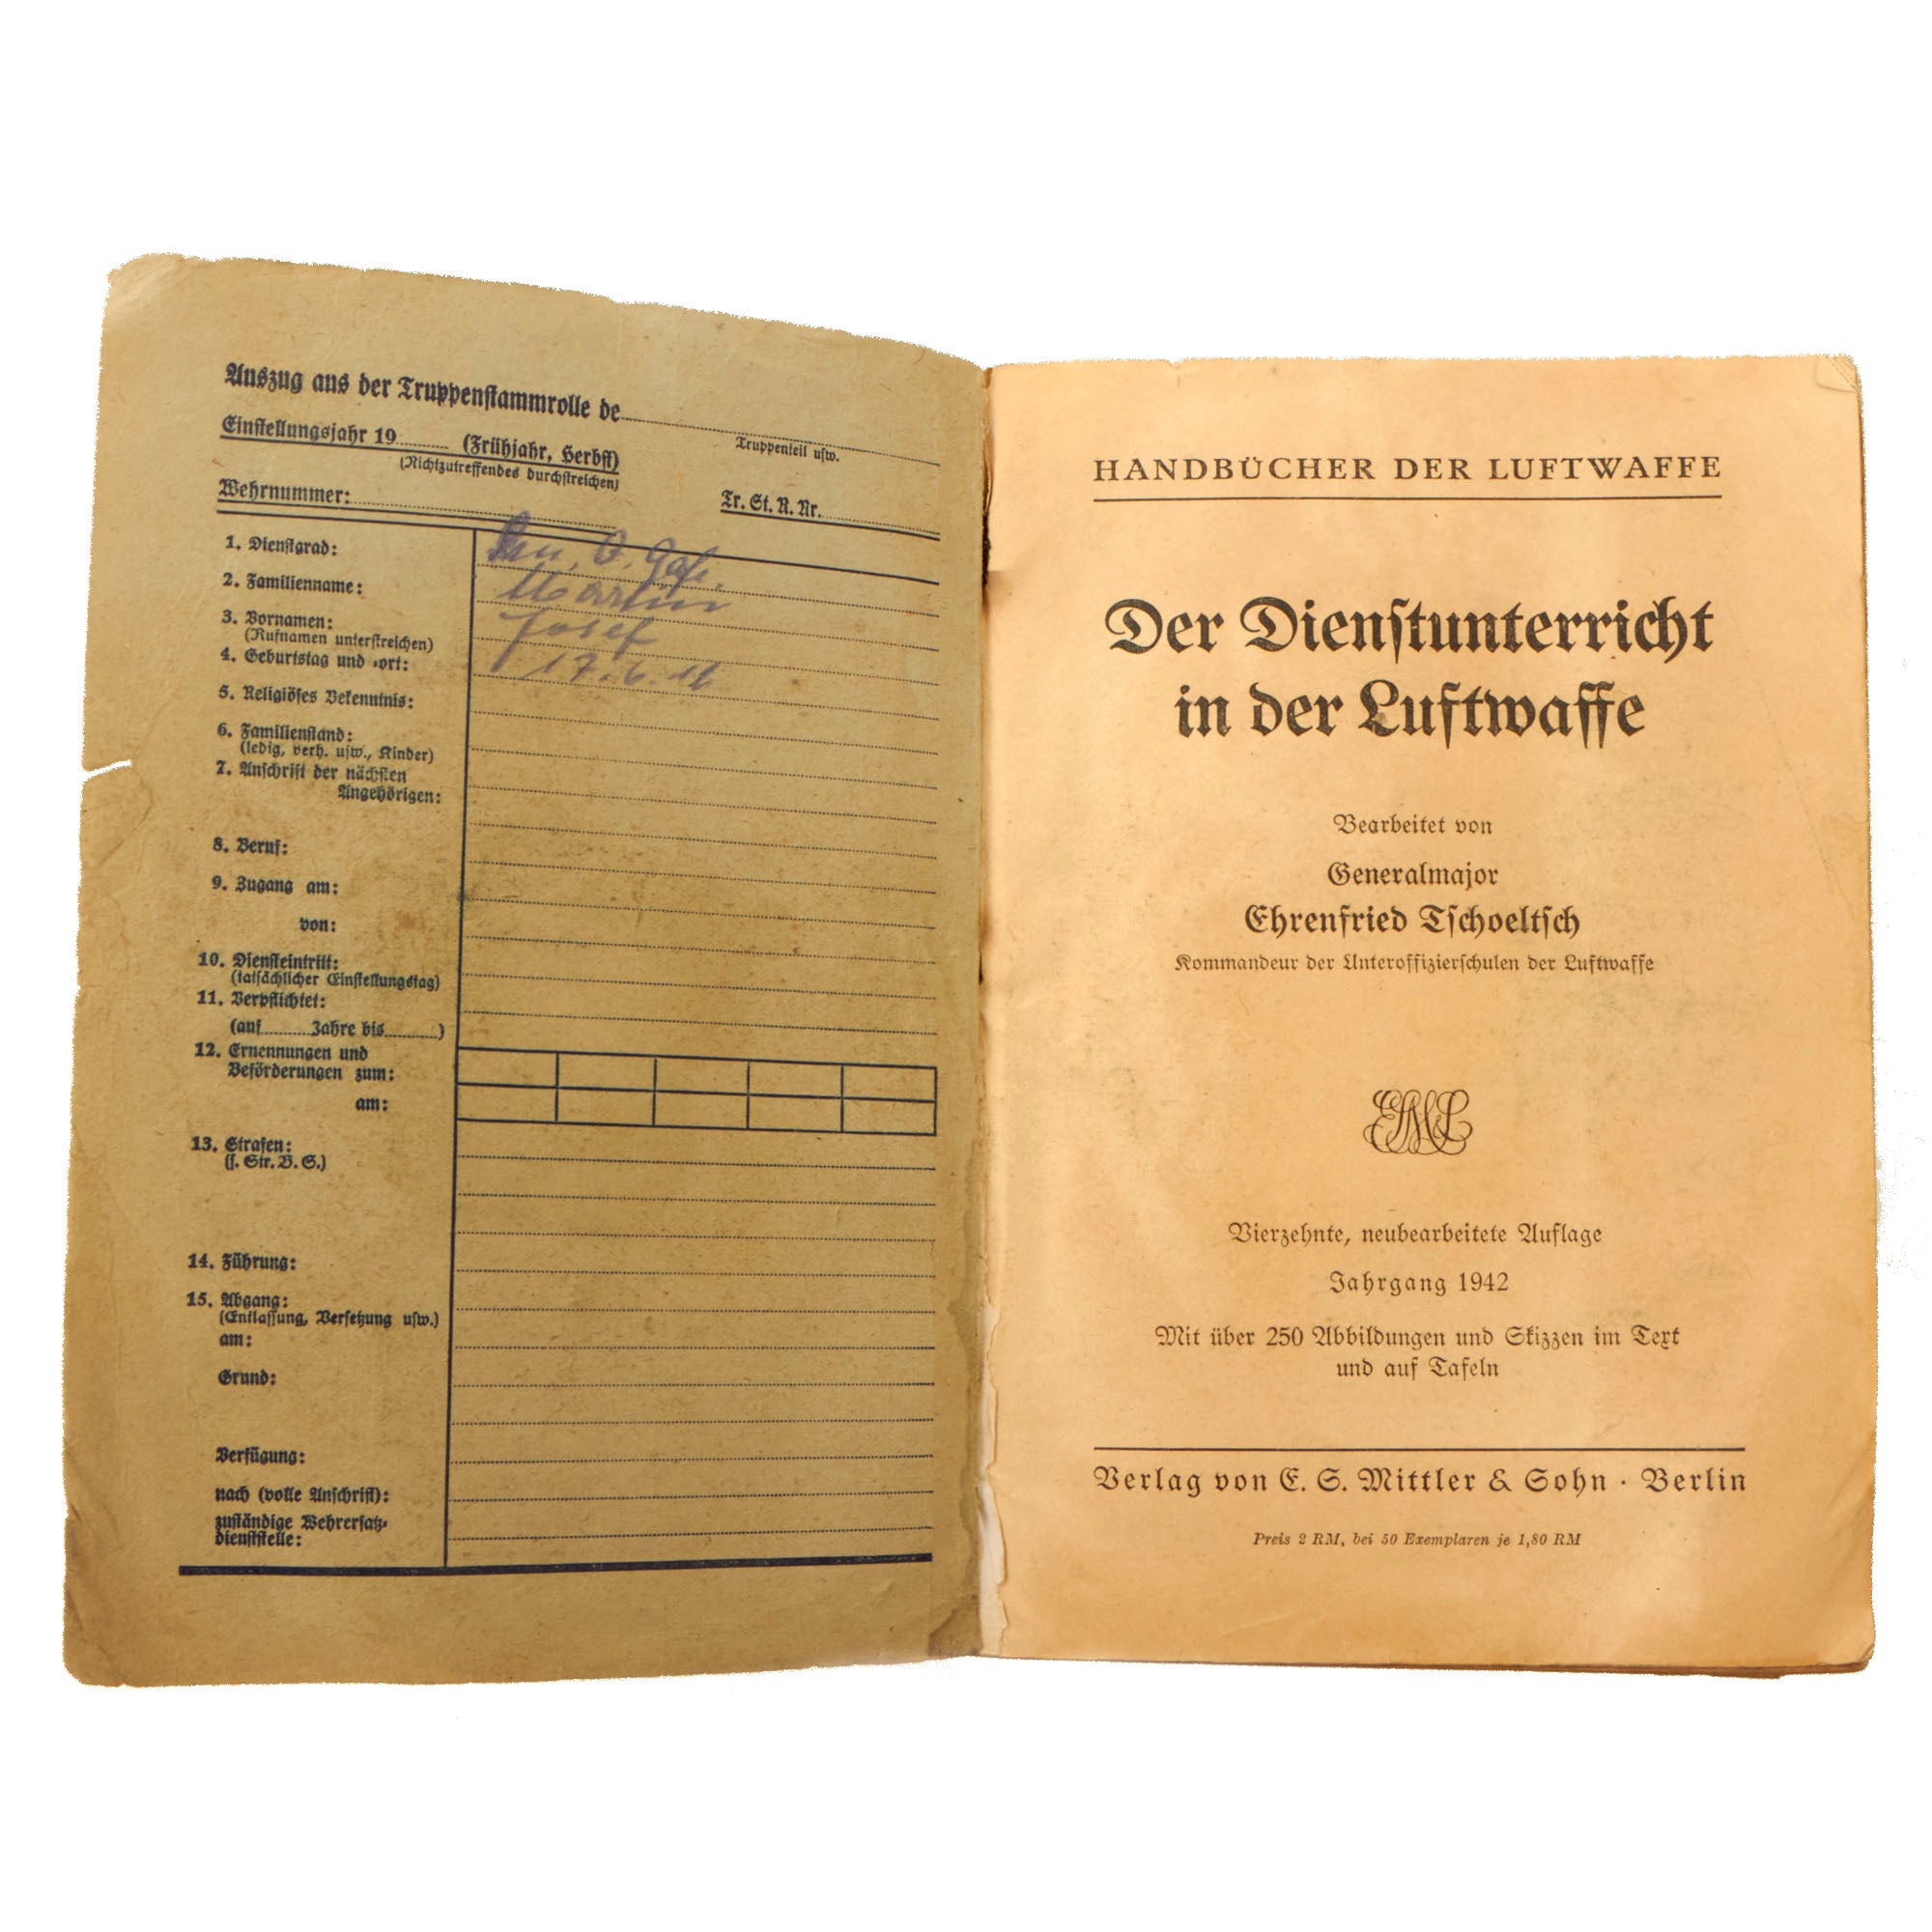 Auszug aus der Truppenstammrolle de
Truppenteil usw.
Einstellungsjahr 19 (Frühjahr, Herbst)
(Nichtzutreffendes durchstreichen)
Wehrnummer:
Tr. St. R. Nr.
1. Dienstgrad:
2. Familienname: Martin
3. Vornamen: Josef
(Rufnamen unterstreichen)
4. Geburtstag und -ort: 17. 6.
5. Religiöses Bekenntnis:
6. Familienstand:
(ledig, verh. usw., Kinder)
7. Anschrift der nächsten
Angehörigen:
8. Beruf:
9. Zugang am:
von:
10. Diensteintritt:
(tatsächlicher Einstellungstag)
11. Verpflichtet:
(auf Jahre bis )
12. Ernennungen und
Beförderungen zum:
am:
13. Strafen:
(s. Str. B. S.)
14. Führung:
15. Abgang:
(Entlassung, Versetzung usw.)
am:
Grund:
Verfügung:
nach (volle Anschrift):
zuständige Wehrersatz-
dienststelle:
HANDBÜCHER DER LUFTWAFFE
Der Dienstunterricht
in der Luftwaffe
Bearbeitet von
Generalmajor
Ehrenfried Tschoeltsch
Kommandeur der Unteroffizierschulen der Luftwaffe
Vierzehnte, neubearbeitete Auflage
Jahrgang 1942
Mit über 250 Abbildungen und Skizzen im Text
und auf Tafeln
Verlag von E. S. Mittler & Sohn · Berlin
Preis 2 RM, bei 50 Exemplaren je 1,80 RM